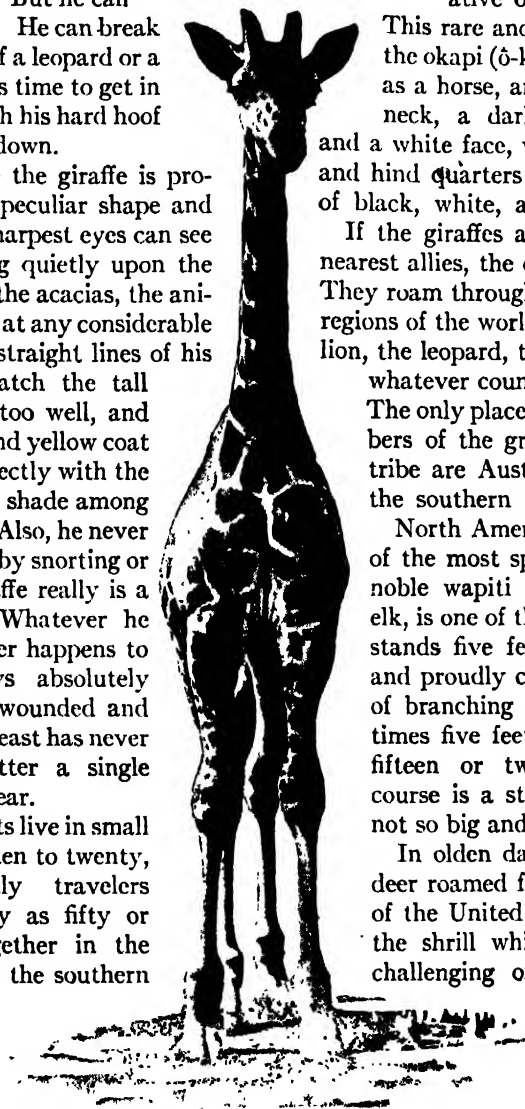 But he can
He can break
f a leopard or a
s time to get in
h his hard hoof
down.
the giraffe is pro-
peculiar shape and
harpest eyes can see
g quietly upon the
the acacias, the ani-
at any considerable
straight lines of his
atch the tall
too well, and
nd yellow coat
ectly with the
shade among
Also, he never
by snorting or
affe really is a
Whatever he
er happens to
ys absolutely
wounded and
east has never
tter a single
ear.
ts live in small
en to twenty,
ly travelers
y as fifty or
gether in the
the southern
ative o
This rare and
the okapi (ô-k
as a horse, an
neck, a dar
and a white face, w
and hind quarters
of black, white, a
If the giraffes a
nearest allies, the
They roam through
regions of the worl
lion, the leopard, t
whatever coun
The only place
bers of the gr
tribe are Aust
the southern
North Amer
of the most sp
noble wapiti
elk, is one of th
stands five fe
and proudly c
of branching
times five fee
fifteen or tw
course is a st
not so big and
In olden da
deer roamed f
of the United
the shrill whi
challenging o